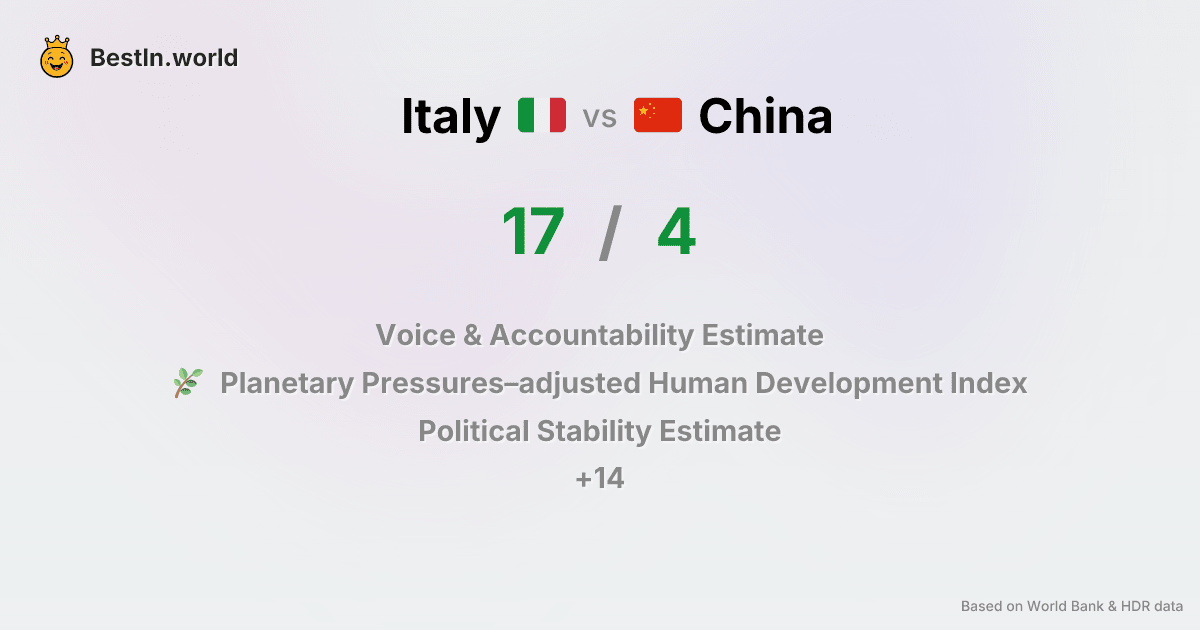 BestIn.world
Italy vs China
17 / 4
Voice & Accountability Estimate
Planetary Pressures–adjusted Human Development Index
Political Stability Estimate
+14
Based on World Bank & HDR data